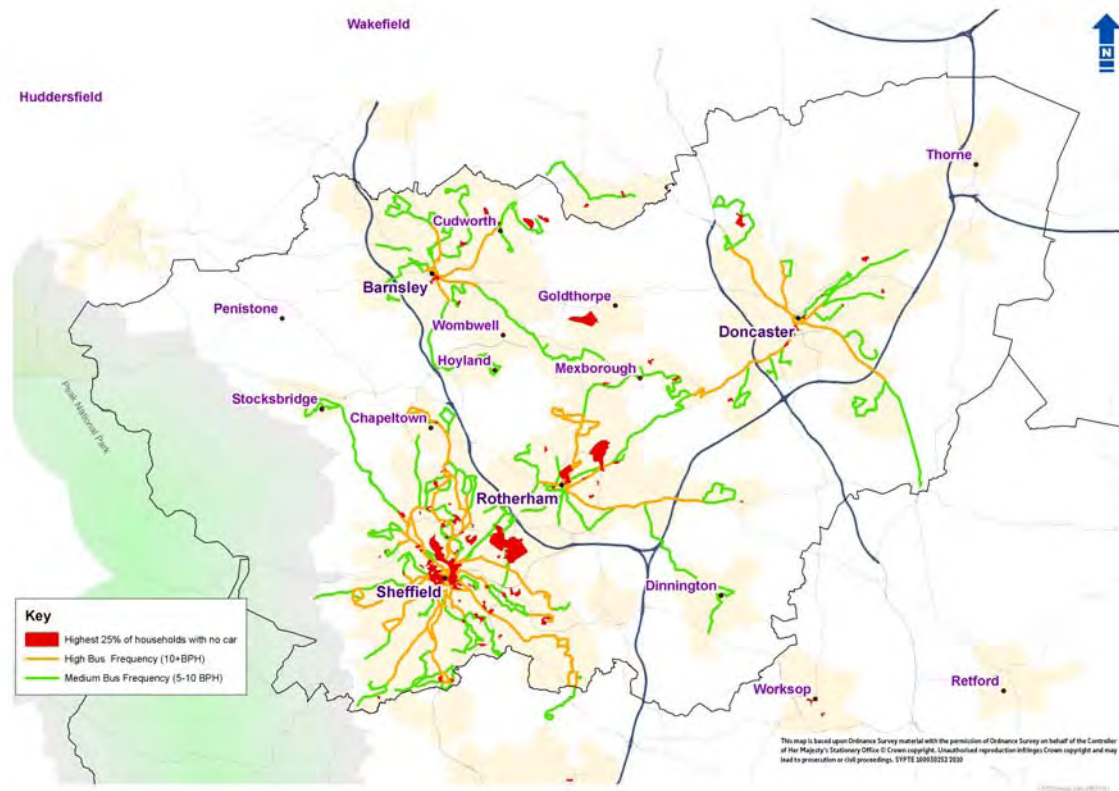 Wakefield
N
Huddersfield
Thorne
Cudworth
Barnsley
Penistone
Goldthorpe
Wombwell
Doncaster
Hoyland
Mexborough
Stocksbridge
Peak National Park
Chapeltown
Rotherham
Sheffield
Dinnington
Key
Highest 25% of households with no car
High Bus Frequency (10+BPH)
Medium Bus Frequency (5-10 BPH)
Worksop
Retford
This map is based upon Ordnance Survey material with the permission of Ordnance Survey on behalf of the Controller
of Her Majesty's Stationery Office © Crown copyright. Unauthorised reproduction infringes Crown copyright and may
lead to prosecution or civil proceedings. SYPTE 100030252 2010